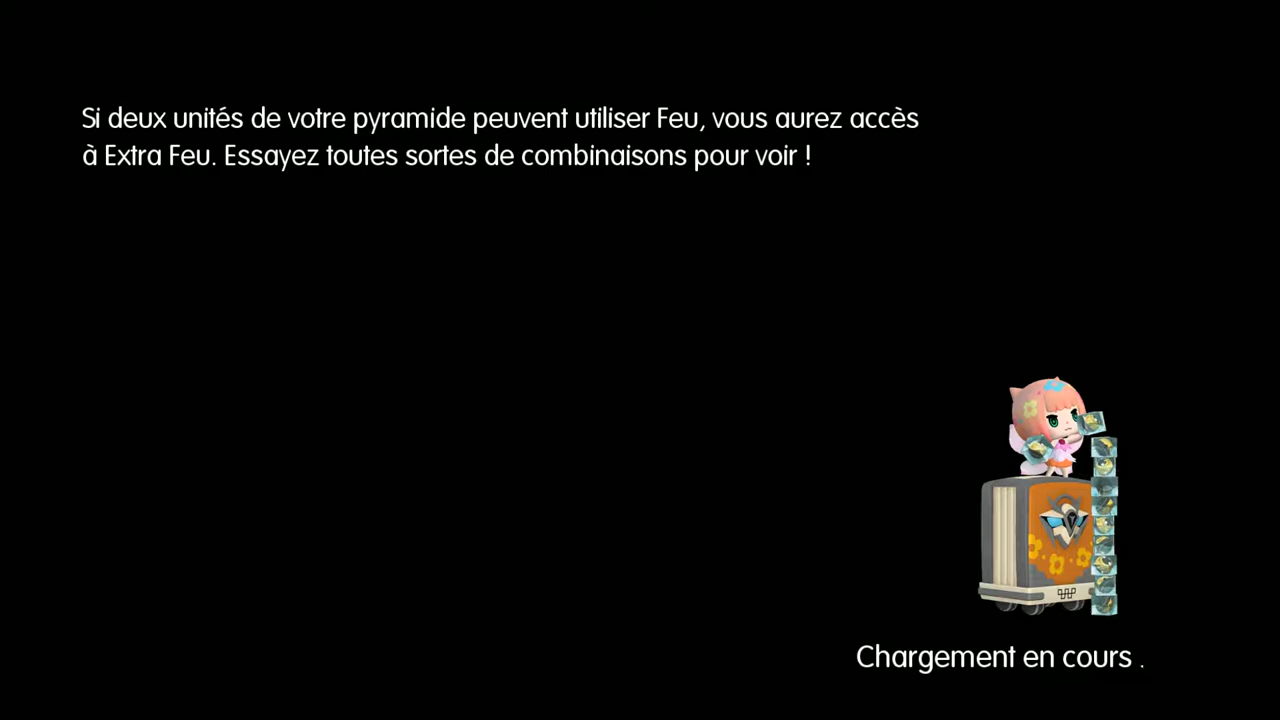 Si deux unités de votre pyramide peuvent utiliser Feu, vous aurez accès
à Extra Feu. Essayez toutes sortes de combinaisons pour voir !
Chargement en cours .